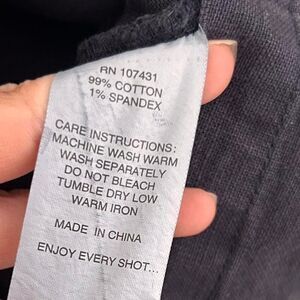 RN 107431
99% COTTON
1% SPANDEX
CARE INSTRUCTIONS:
MACHINE WASH WARM
WASH SEPARATELY
DO NOT BLEACH
TUMBLE DRY LOW
WARM IRON
MADE IN CHINA
ENJOY EVERY SHOT...